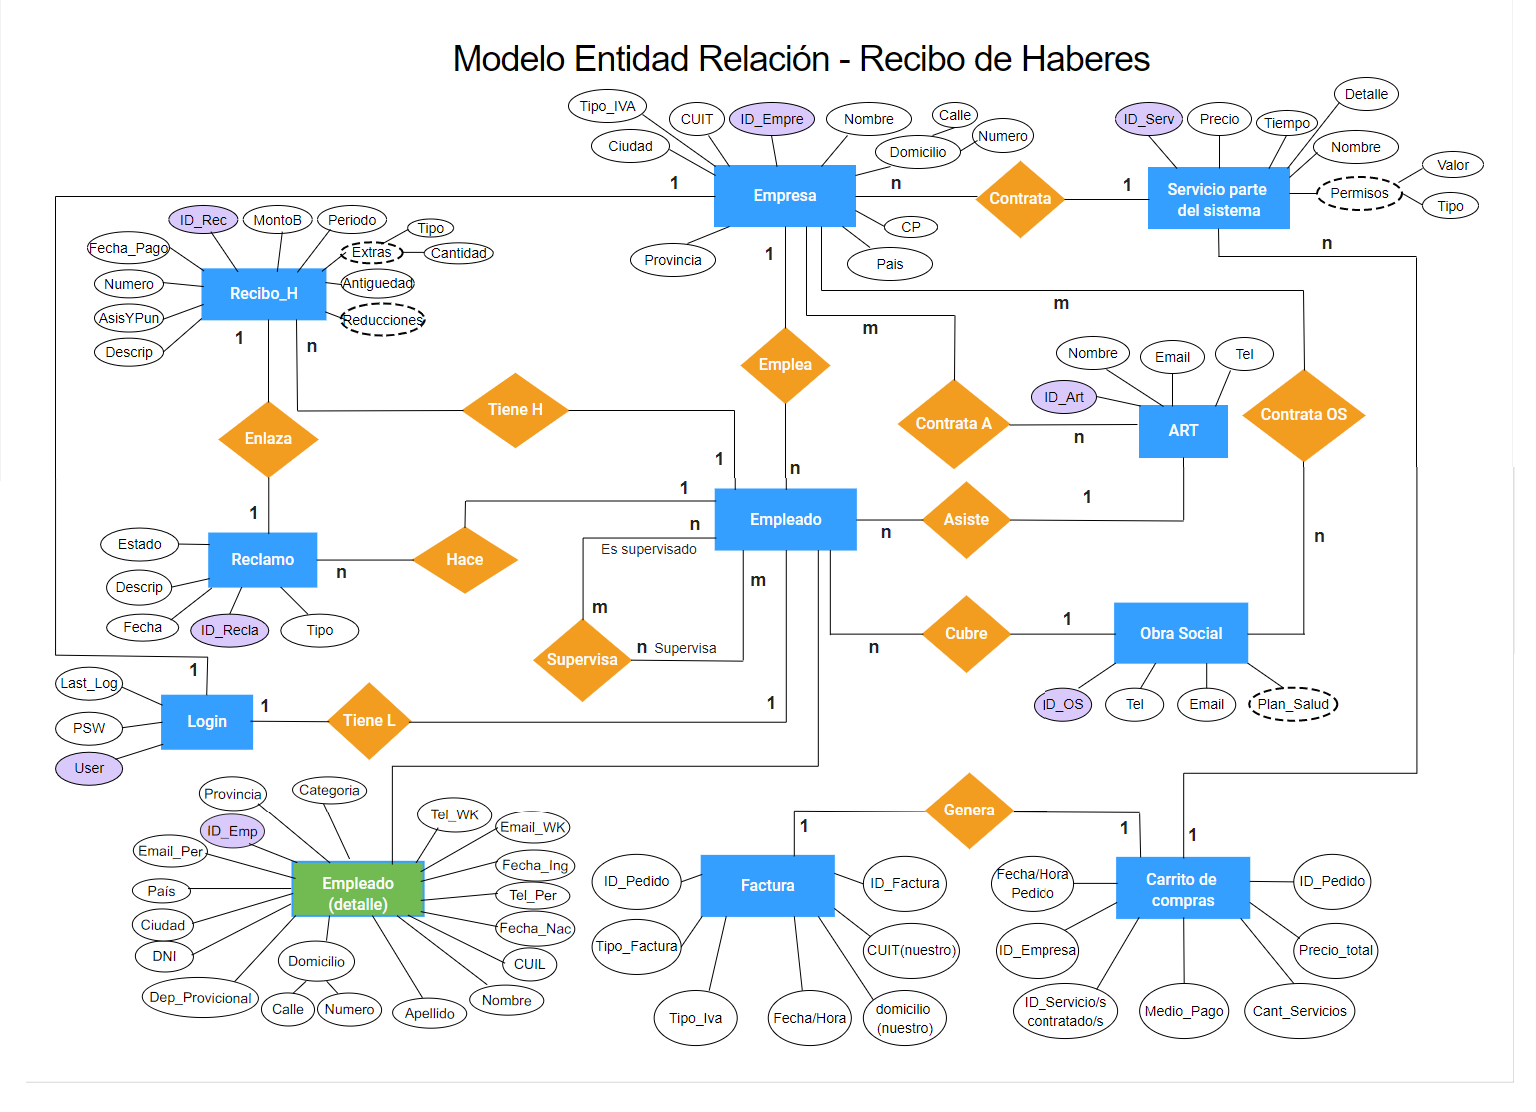 Modelo Entidad Relación - Recibo de Haberes
Tipo_IVA
CUIT
ID_Empre
Nombre
Calle
Numero
Ciudad
Domicilio
Empresa
Provincia
CP
Pais
1
n
Contrata
1
ID_Serv
Precio
Tiempo
Detalle
Nombre
Permisos
Valor
Tipo
Servicio parte
del sistema
n
ID_Rec
MontoB
Periodo
Tipo
Extras
Cantidad
Fecha_Pago
Numero
Antiguedad
AsisYPun
Reducciones
Descrip
Recibo_H
1
n
1
m
m
Emplea
n
Tiene H
1
Enlaza
1
Contrata A
n
Nombre
Email
Tel
ID_Art
ART
Contrata OS
n
1
Empleado
n
Asiste
1
Es supervisado
m
m
n
Supervisa
Supervisa
Estado
Descrip
Fecha
ID_Recla
Tipo
Reclamo
n
Hace
n
Cubre
1
Obra Social
ID_OS
Tel
Email
Plan_Salud
1
Last_Log
PSW
User
Login
1
Tiene L
1
Provincia
Categoria
ID_Emp
Tel_WK
Email_WK
Email_Per
Fecha_Ing
País
Tel_Per
Ciudad
Fecha_Nac
DNI
CUIL
Domicilio
Dep_Provicional
Calle
Numero
Apellido
Nombre
Empleado
(detalle)
Genera
1
1
1
ID_Pedido
ID_Factura
Factura
Tipo_Factura
CUIT(nuestro)
Tipo_Iva
Fecha/Hora
domicilio
(nuestro)
Fecha/Hora
Pedico
Carrito de
compras
ID_Pedido
ID_Empresa
Precio_total
ID_Servicio/s
contratado/s
Medio_Pago
Cant_Servicios